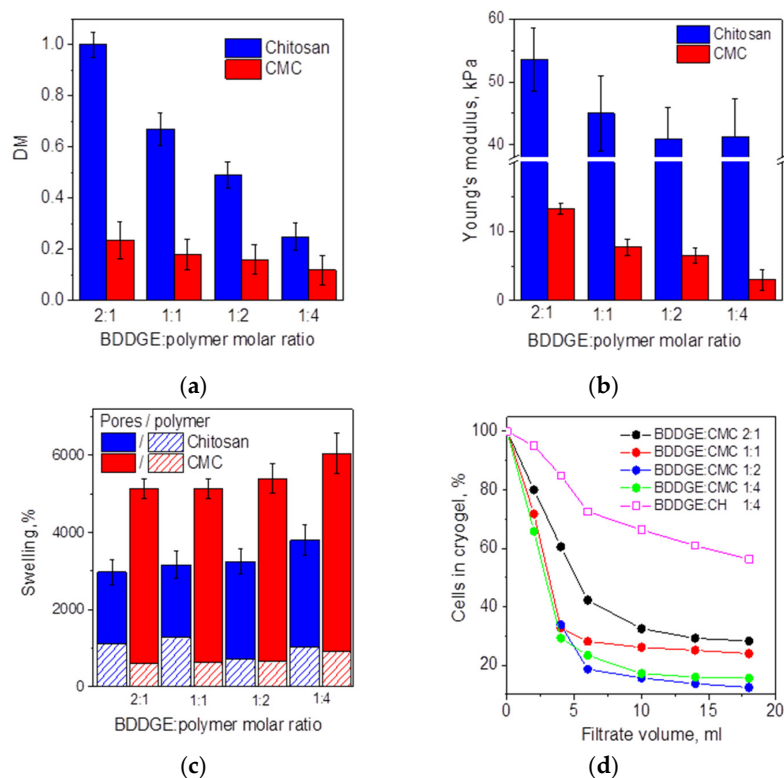 1.0
0.8
0.6
0.4
0.2
0.0
DM
Chitosan
CMC
2:1 1:1 1:2 1:4
BDDGE:polymer molar ratio
(a)
60
50
40
10
0
Young's modulus, kPa
Chitosan
CMC
2:1 1:1 1:2 1:4
BDDGE:polymer molar ratio
(b)
6000
4000
2000
0
Swelling,%
Pores / polymer
/ Chitosan
/ CMC
2:1 1:1 1:2 1:4
BDDGE:polymer molar ratio
(c)
100
80
60
40
20
Cells in cryogel, %
BDDGE:CMC 2:1
BDDGE:CMC 1:1
BDDGE:CMC 1:2
BDDGE:CMC 1:4
BDDGE:CH 1:4
0 5 10 15 20
Filtrate volume, ml
(d)